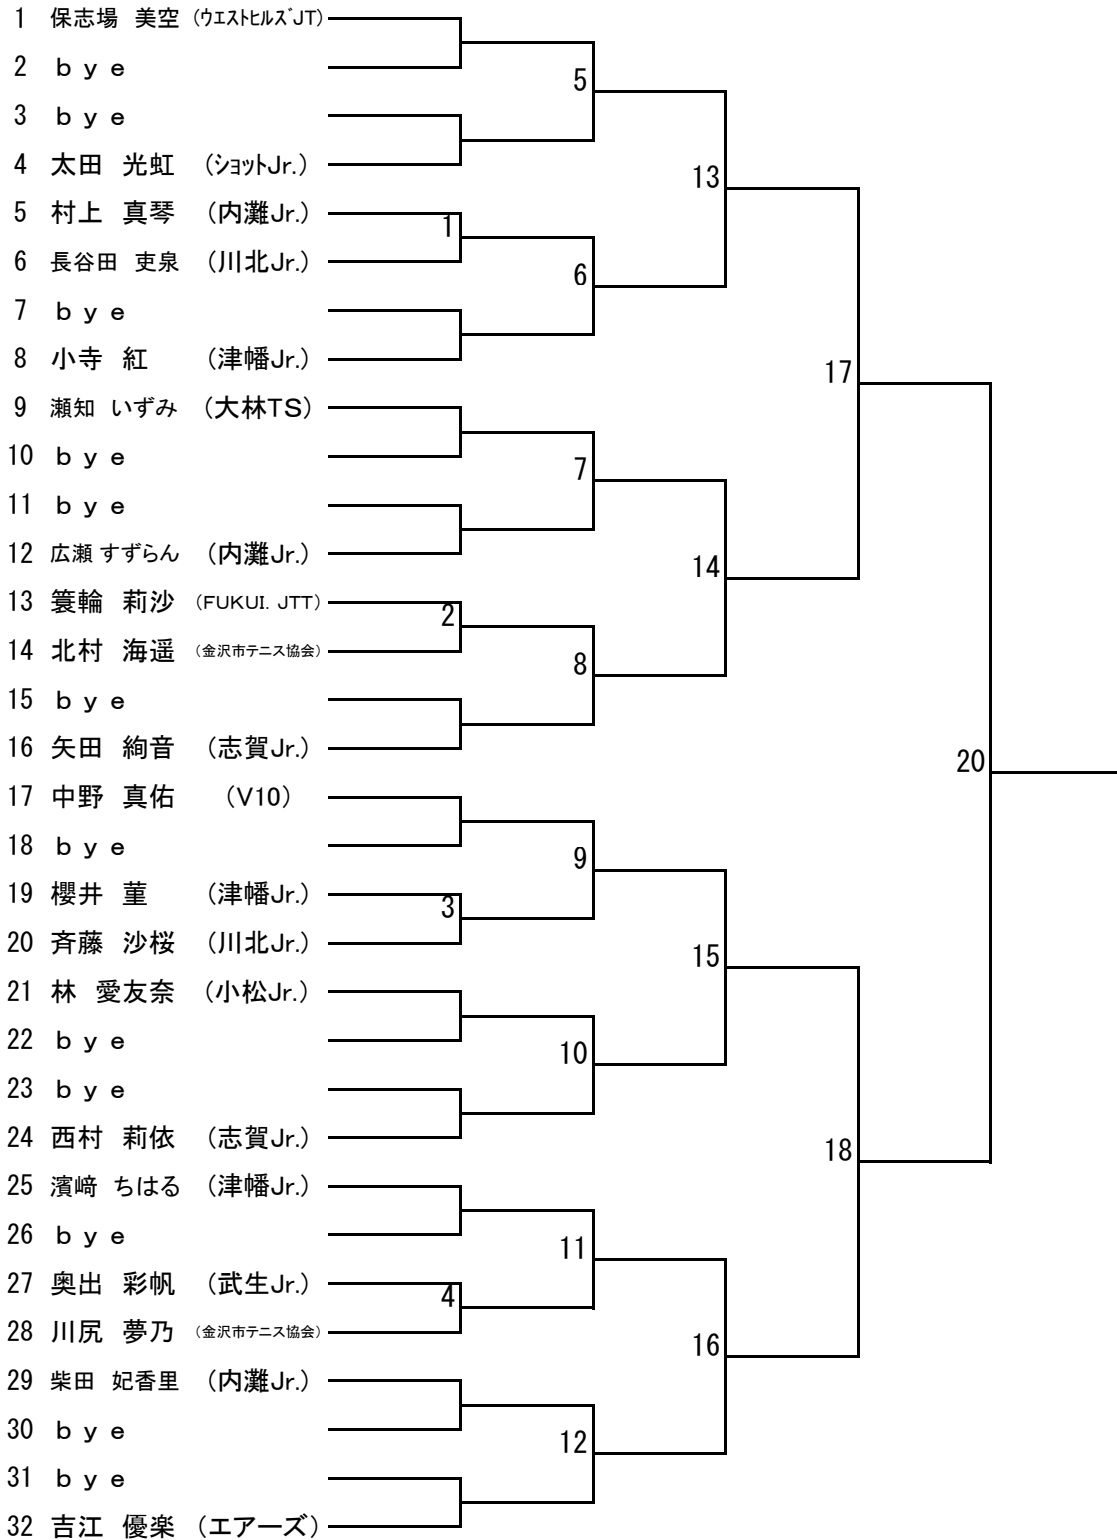 1 保志場 美空 (ウエストヒルズJT)
2 ｂｙｅ
5
3 ｂｙｅ
4 太田 光虹 (ショットJr.)
13
5 村上 真琴 (内灘Jr.)
1
6 長谷田 吏泉 (川北Jr.)
6
7 ｂｙｅ
8 小寺 紅 (津幡Jr.)
17
9 瀬知 いずみ (大林TS)
10 ｂｙｅ
7
11 ｂｙｅ
12 広瀬 すずらん (内灘Jr.)
14
13 簑輪 莉沙 (FUKUI. JTT)
2
14 北村 海遥 (金沢市テニス協会)
8
15 ｂｙｅ
16 矢田 絢音 (志賀Jr.)
20
17 中野 真佑 (V10)
18 ｂｙｅ
9
19 櫻井 菫 (津幡Jr.)
3
20 斉藤 沙桜 (川北Jr.)
15
21 林 愛友奈 (小松Jr.)
22 ｂｙｅ
10
23 ｂｙｅ
24 西村 莉依 (志賀Jr.)
18
25 濱﨑 ちはる (津幡Jr.)
26 ｂｙｅ
11
27 奥出 彩帆 (武生Jr.)
4
28 川尻 夢乃 (金沢市テニス協会)
16
29 柴田 妃香里 (内灘Jr.)
30 ｂｙｅ
12
31 ｂｙｅ
32 吉江 優楽 (エアーズ)